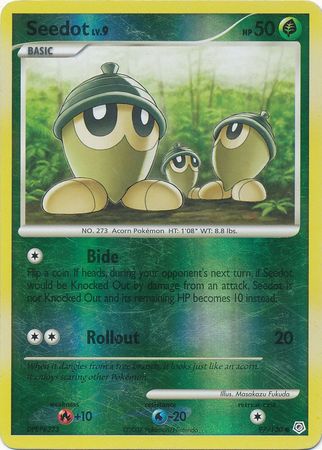 Seedot LV.9 HP 50
BASIC
NO. 273 Acorn Pokémon HT: 1'08" WT: 8.8 lbs.
Bide
Flip a coin. If heads, during your opponent's next turn, if Seedot
would be Knocked Out by damage from an attack, Seedot is
not Knocked Out and its remaining HP becomes 10 instead.
Rollout 20
When it dangles from a tree branch, it looks just like an acorn.
It enjoys scaring other Pokémon.
Illus. Masakazu Fukuda
weakness resistance retreat cost
+10 -20
©2007 Pokémon/Nintendo